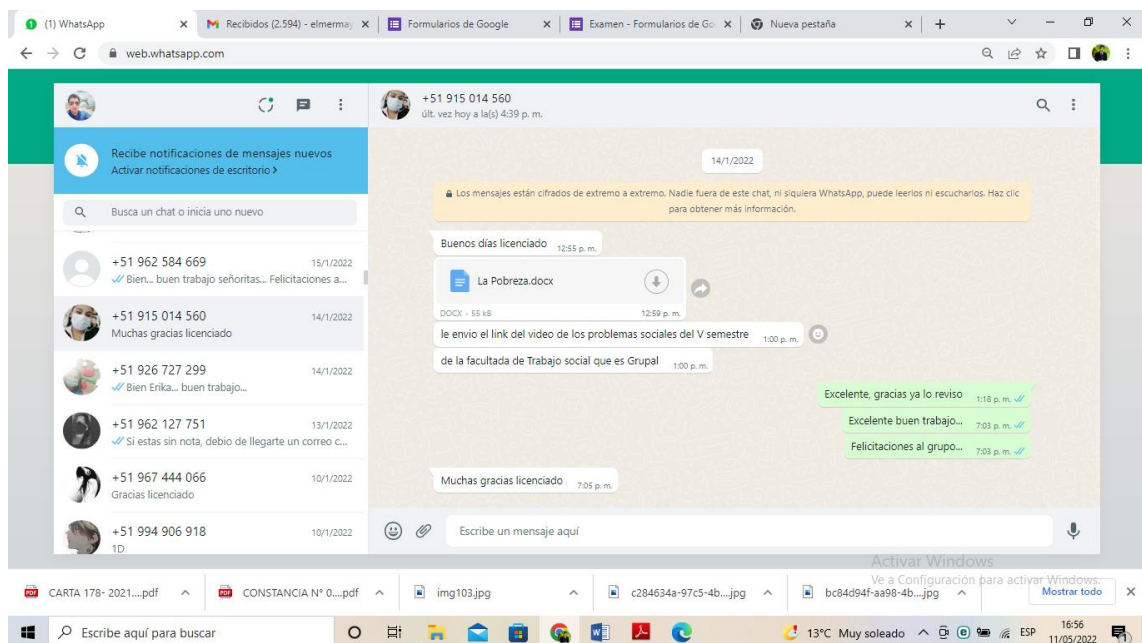 (1) WhatsApp
Recibidos (2.594) - elmermay
Formularios de Google
Examen - Formularios de Go
Nueva pestaña
web.whatsapp.com
+51 915 014 560
últ. vez hoy a la(s) 4:39 p. m.
Recibe notificaciones de mensajes nuevos
Activar notificaciones de escritorio >
Busca un chat o inicia uno nuevo
+51 962 584 669
15/1/2022
Bien... buen trabajo señoritas... Felicitaciones a...
+51 915 014 560
14/1/2022
Muchas gracias licenciado
+51 926 727 299
14/1/2022
Bien Erika... buen trabajo...
+51 962 127 751
13/1/2022
Si estas sin nota, debio de llegarte un correo c...
+51 967 444 066
10/1/2022
Gracias licenciado
+51 994 906 918
10/1/2022
1D
14/1/2022
Los mensajes están cifrados de extremo a extremo. Nadie fuera de este chat, ni siquiera WhatsApp, puede leerlos ni escucharlos. Haz clic
para obtener más información.
Buenos días licenciado 12:55 p. m.
La Pobreza.docx
DOCX - 55 kB 12:59 p. m.
le envio el link del video de los problemas sociales del V semestre 1:00 p. m.
de la facultada de Trabajo social que es Grupal 1:00 p. m.
Excelente, gracias ya lo reviso 1:18 p. m.
Excelente buen trabajo... 7:03 p. m.
Felicitaciones al grupo... 7:03 p. m.
Muchas gracias licenciado 7:05 p. m.
Escribe un mensaje aquí
Activar Windows
Ve a Configuración para activar Windows.
CARTA 178- 2021....pdf
CONSTANCIA N° 0....pdf
img103.jpg
c284634a-97c5-4b....jpg
bc84d94f-aa98-4b....jpg
Mostrar todo
Escribe aquí para buscar
13°C Muy soleado
ESP
16:56
11/05/2022